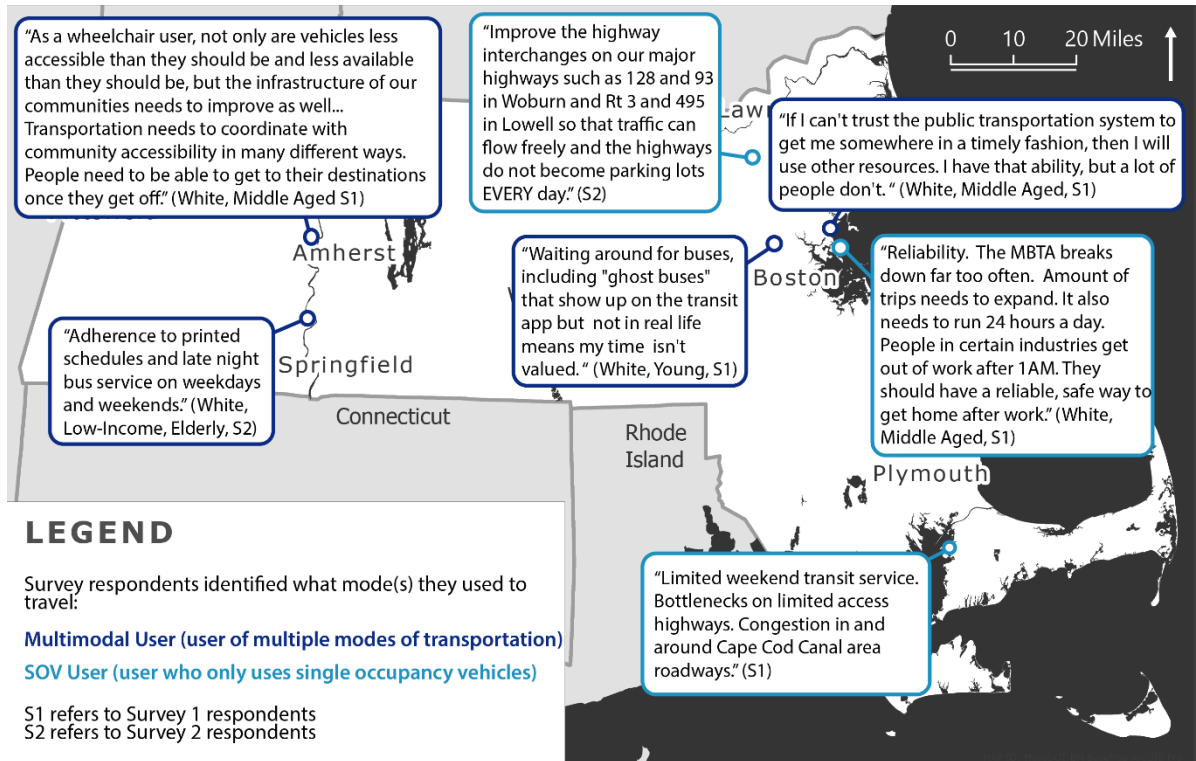 “As a wheelchair user, not only are vehicles less
accessible than they should be and less available
than they should be, but the infrastructure of our
communities needs to improve as well...
Transportation needs to coordinate with
community accessibility in many different ways.
People need to be able to get to their destinations
once they get off.” (White, Middle Aged S1)
“Improve the highway
interchanges on our major
highways such as 128 and 93
in Woburn and Rt 3 and 495
in Lowell so that traffic can
flow freely and the highways
do not become parking lots
EVERY day.” (S2)
0 10 20 Miles
“If I can't trust the public transportation system to
get me somewhere in a timely fashion, then I will
use other resources. I have that ability, but a lot of
people don't. “ (White, Middle Aged, S1)
Amherst
“Waiting around for buses,
including "ghost buses"
that show up on the transit
app but not in real life
means my time isn't
valued. “ (White, Young, S1)
Boston
“Reliability. The MBTA breaks
down far too often. Amount of
trips needs to expand. It also
needs to run 24 hours a day.
People in certain industries get
out of work after 1AM. They
should have a reliable, safe way to
get home after work.” (White,
Middle Aged, S1)
“Adherence to printed
schedules and late night
bus service on weekdays
and weekends.” (White,
Low-Income, Elderly, S2)
Springfield
Connecticut
Rhode
Island
Plymouth
“Limited weekend transit service.
Bottlenecks on limited access
highways. Congestion in and
around Cape Cod Canal area
roadways.” (S1)
LEGEND
Survey respondents identified what mode(s) they used to
travel:
Multimodal User (user of multiple modes of transportation)
SOV User (user who only uses single occupancy vehicles)
S1 refers to Survey 1 respondents
S2 refers to Survey 2 respondents